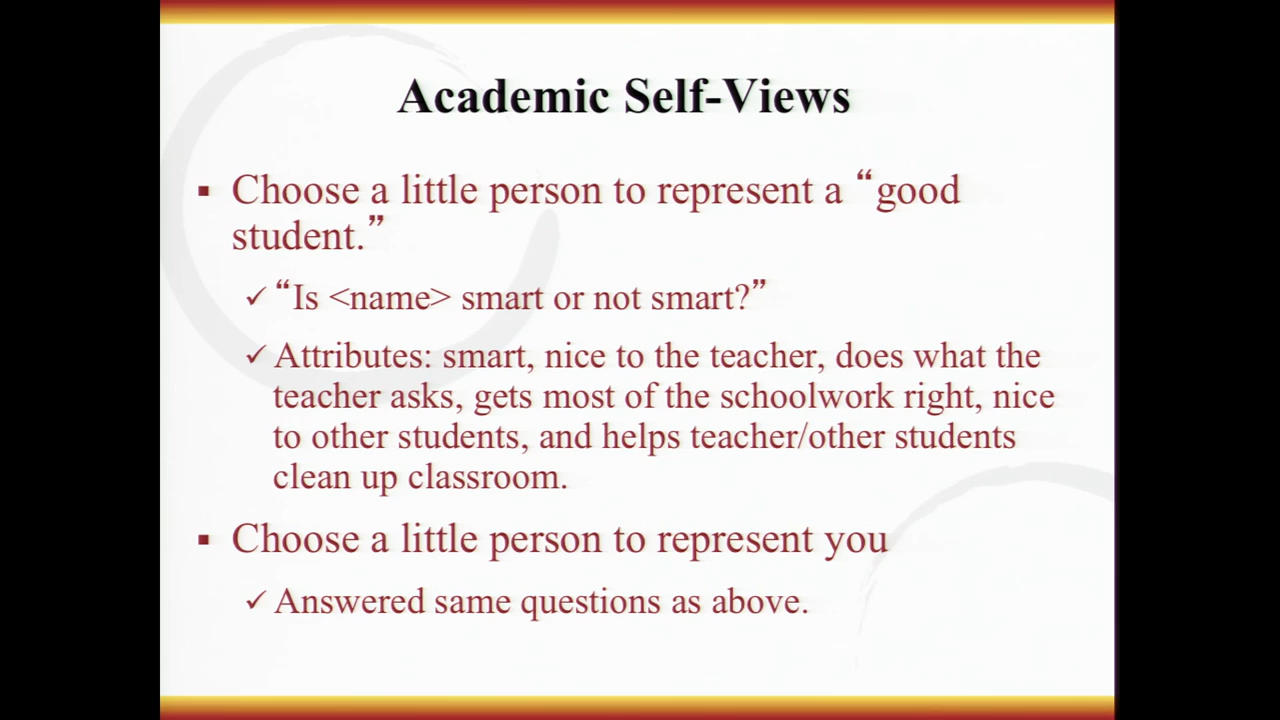 Academic Self-Views
▪ Choose a little person to represent a “good
student.”
✓ “Is <name> smart or not smart?”
✓ Attributes: smart, nice to the teacher, does what the
teacher asks, gets most of the schoolwork right, nice
to other students, and helps teacher/other students
clean up classroom.
▪ Choose a little person to represent you
✓ Answered same questions as above.